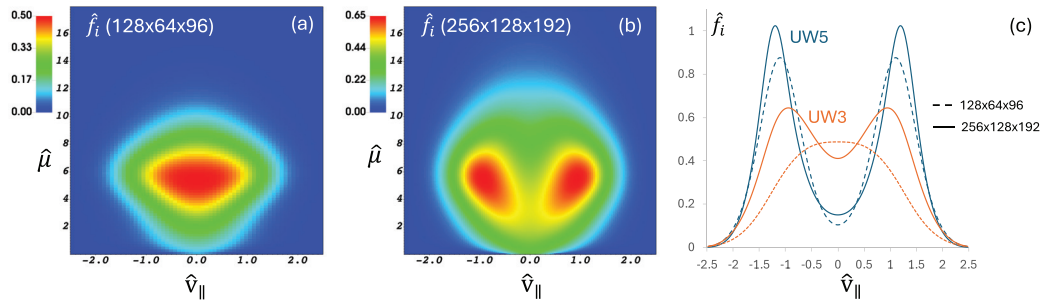 0.50
0.33
0.17
0.00
f̂ᵢ (128x64x96)
(a)
16
14
12
10
8
6
4
2
μ̂
-2.0 -1.0 0.0 1.0 2.0
v̂∥
0.65
0.44
0.22
0.00
f̂ᵢ (256x128x192)
(b)
16
14
12
10
8
6
4
2
μ̂
-2.0 -1.0 0.0 1.0 2.0
v̂∥
f̂ᵢ
(c)
UW5
UW3
128x64x96
256x128x192
1
0.8
0.6
0.4
0.2
0
-2.5 -2 -1.5 -1 -0.5 0 0.5 1 1.5 2 2.5
v̂∥